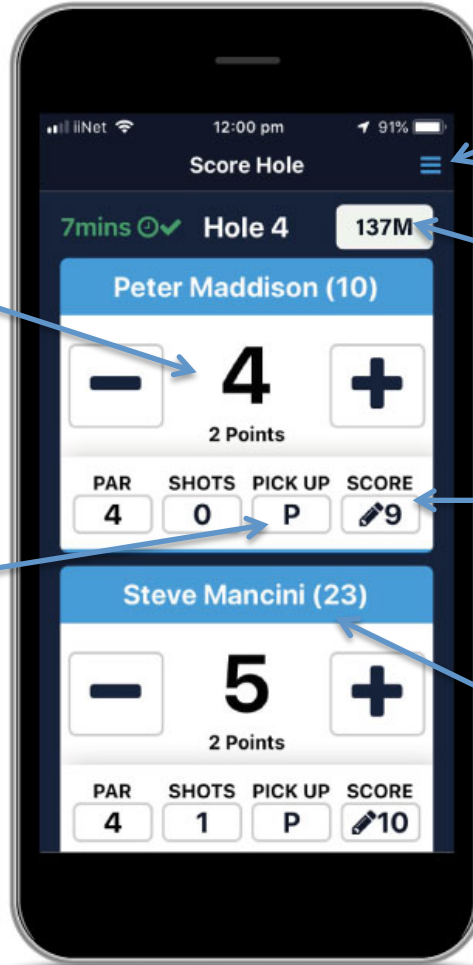 iiNet 12:00 pm 91%
Score Hole
7mins Hole 4 137M
Peter Maddison (10)
4
2 Points
PAR SHOTS PICK UP SCORE
4 0 P 9
Steve Mancini (23)
5
2 Points
PAR SHOTS PICK UP SCORE
4 1 P 10